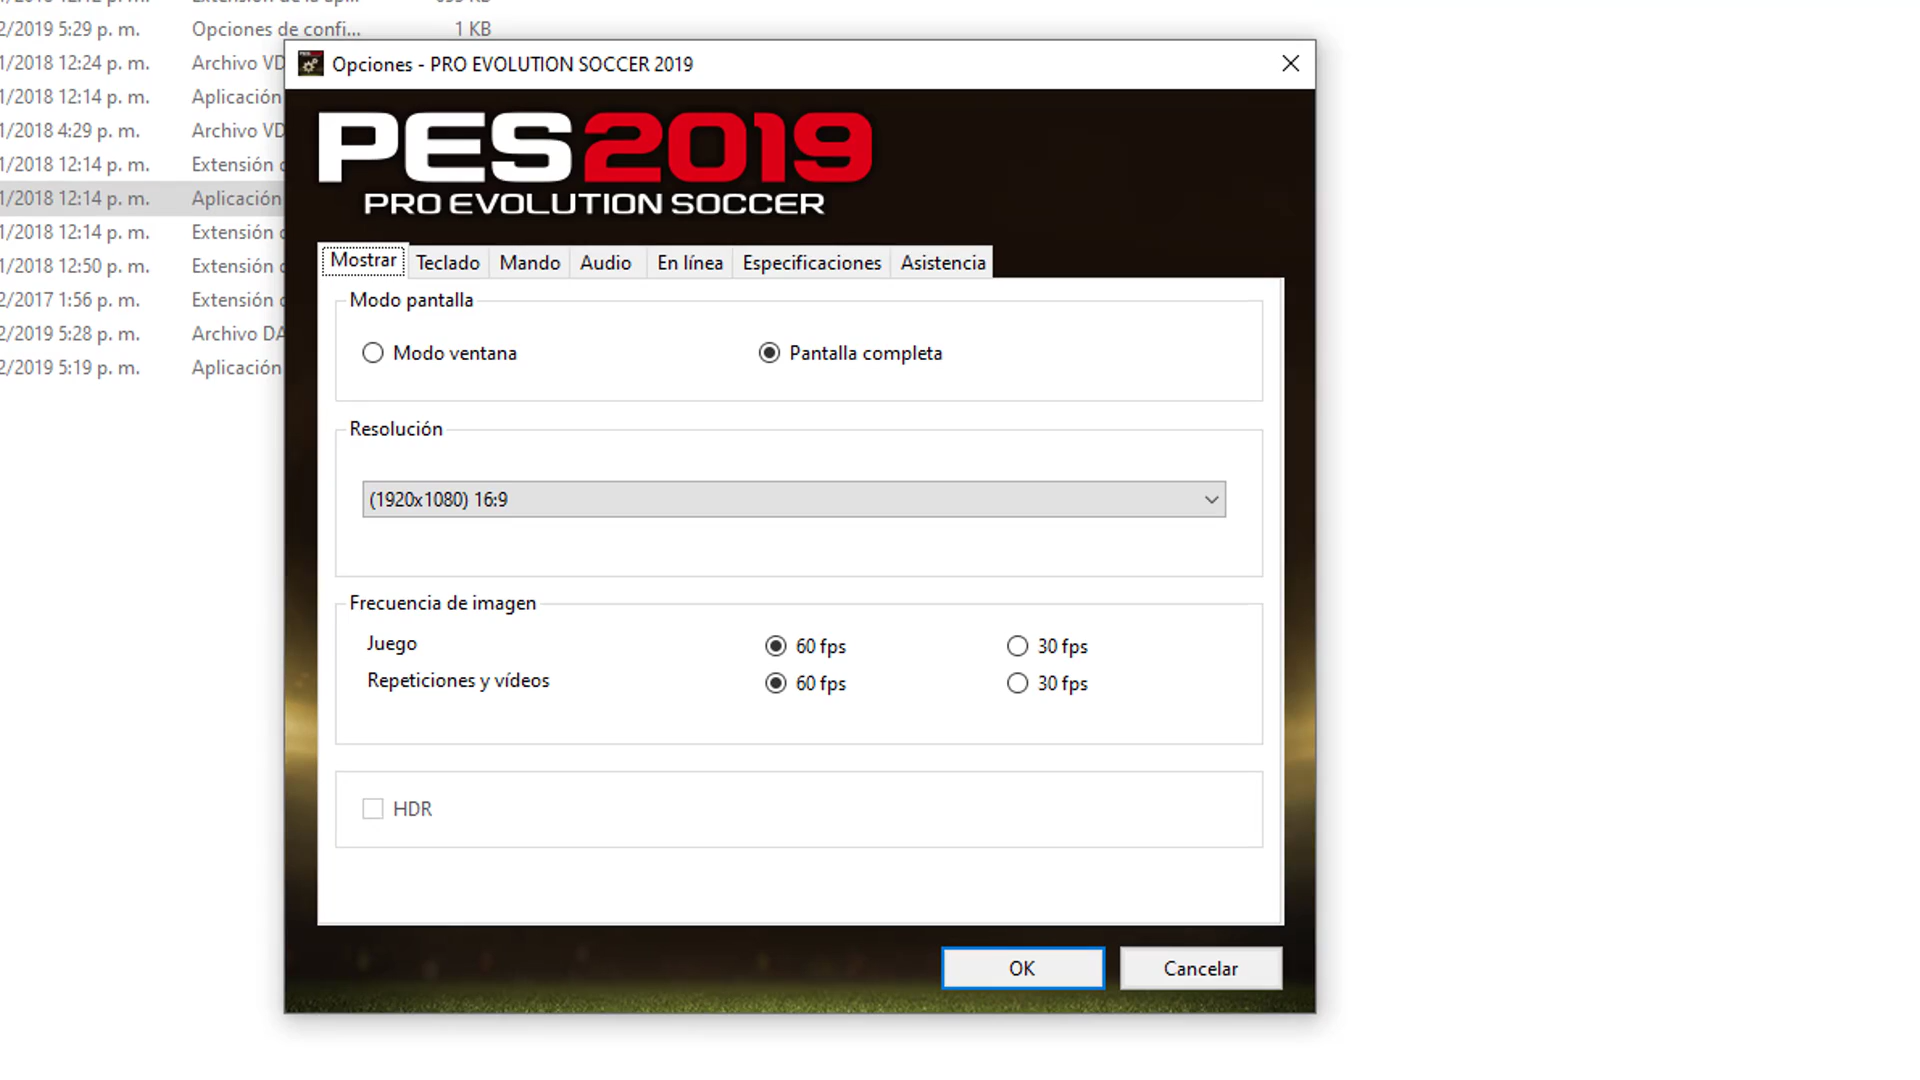 2/2019 5:29 p. m. Opciones de confi... 1 KB
1/2018 12:24 p. m. Archivo VD
1/2018 12:14 p. m. Aplicación
1/2018 4:29 p. m. Archivo VD
1/2018 12:14 p. m. Extensión
1/2018 12:14 p. m. Aplicación
1/2018 12:14 p. m. Extensión
1/2018 12:50 p. m. Extensión
2/2017 1:56 p. m. Extensión
2/2019 5:28 p. m. Archivo DA
2/2019 5:19 p. m. Aplicación
Opciones - PRO EVOLUTION SOCCER 2019
PES2019
PRO EVOLUTION SOCCER
Mostrar Teclado Mando Audio En línea Especificaciones Asistencia
Modo pantalla
Modo ventana Pantalla completa
Resolución
(1920x1080) 16:9
Frecuencia de imagen
Juego 60 fps 30 fps
Repeticiones y vídeos 60 fps 30 fps
HDR
OK Cancelar